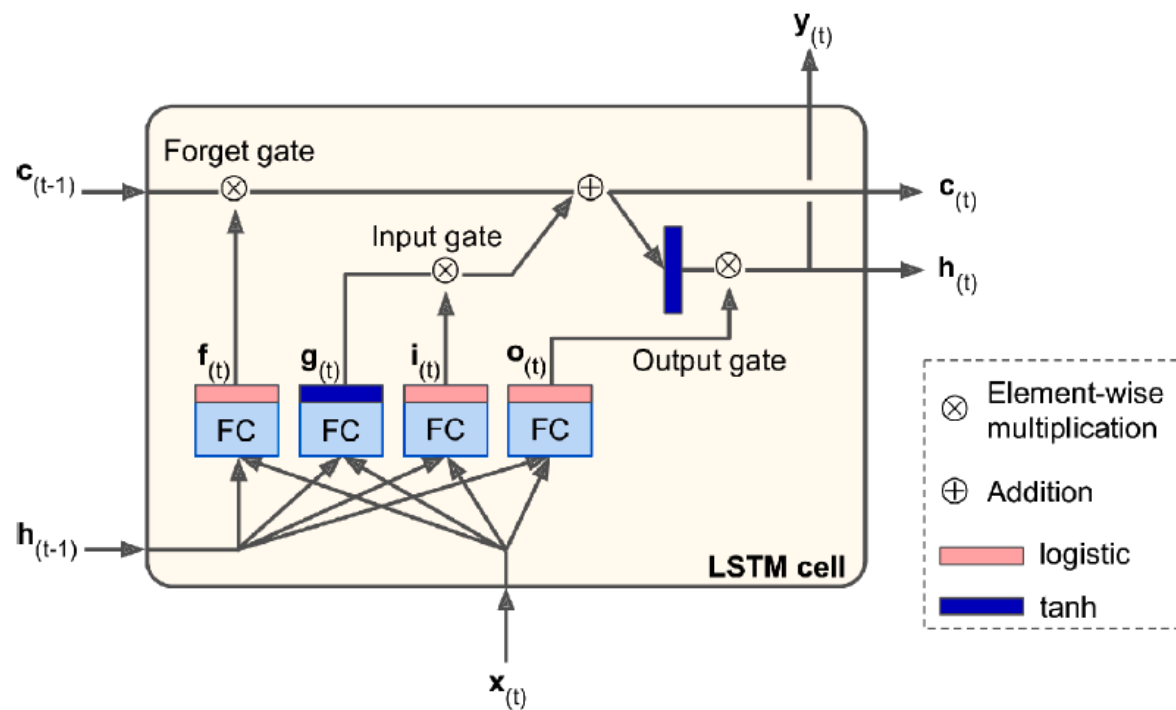 y(t)
Forget gate
c(t-1)
c(t)
Input gate
h(t)
f(t) g(t) i(t) o(t)
Output gate
FC FC FC FC
h(t-1)
LSTM cell
x(t)
Element-wise
multiplication
Addition
logistic
tanh